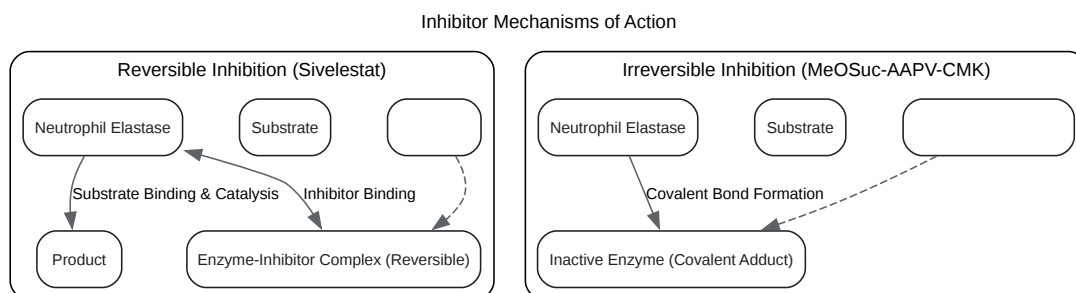 Inhibitor Mechanisms of Action
Reversible Inhibition (Sivelestat)
Neutrophil Elastase
Substrate
Substrate Binding & Catalysis
Inhibitor Binding
Product
Enzyme-Inhibitor Complex (Reversible)
Irreversible Inhibition (MeOSuc-AAPV-CMK)
Neutrophil Elastase
Substrate
Covalent Bond Formation
Inactive Enzyme (Covalent Adduct)